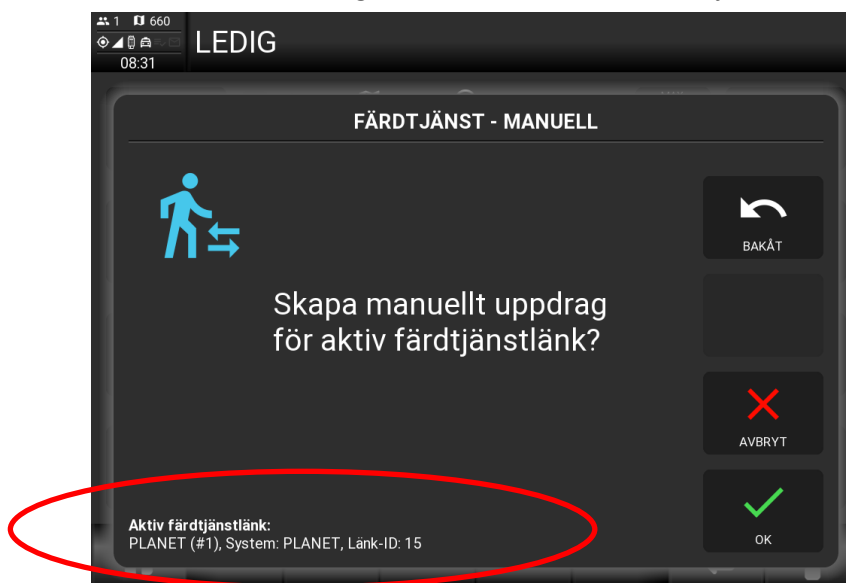 1 660
08:31
LEDIG
FÄRDTJÄNST - MANUELL
BAKÅT
Skapa manuellt uppdrag
för aktiv färdtjänstlänk?
AVBRYT
Aktiv färdtjänstlänk:
PLANET (#1), System: PLANET, Länk-ID: 15
OK